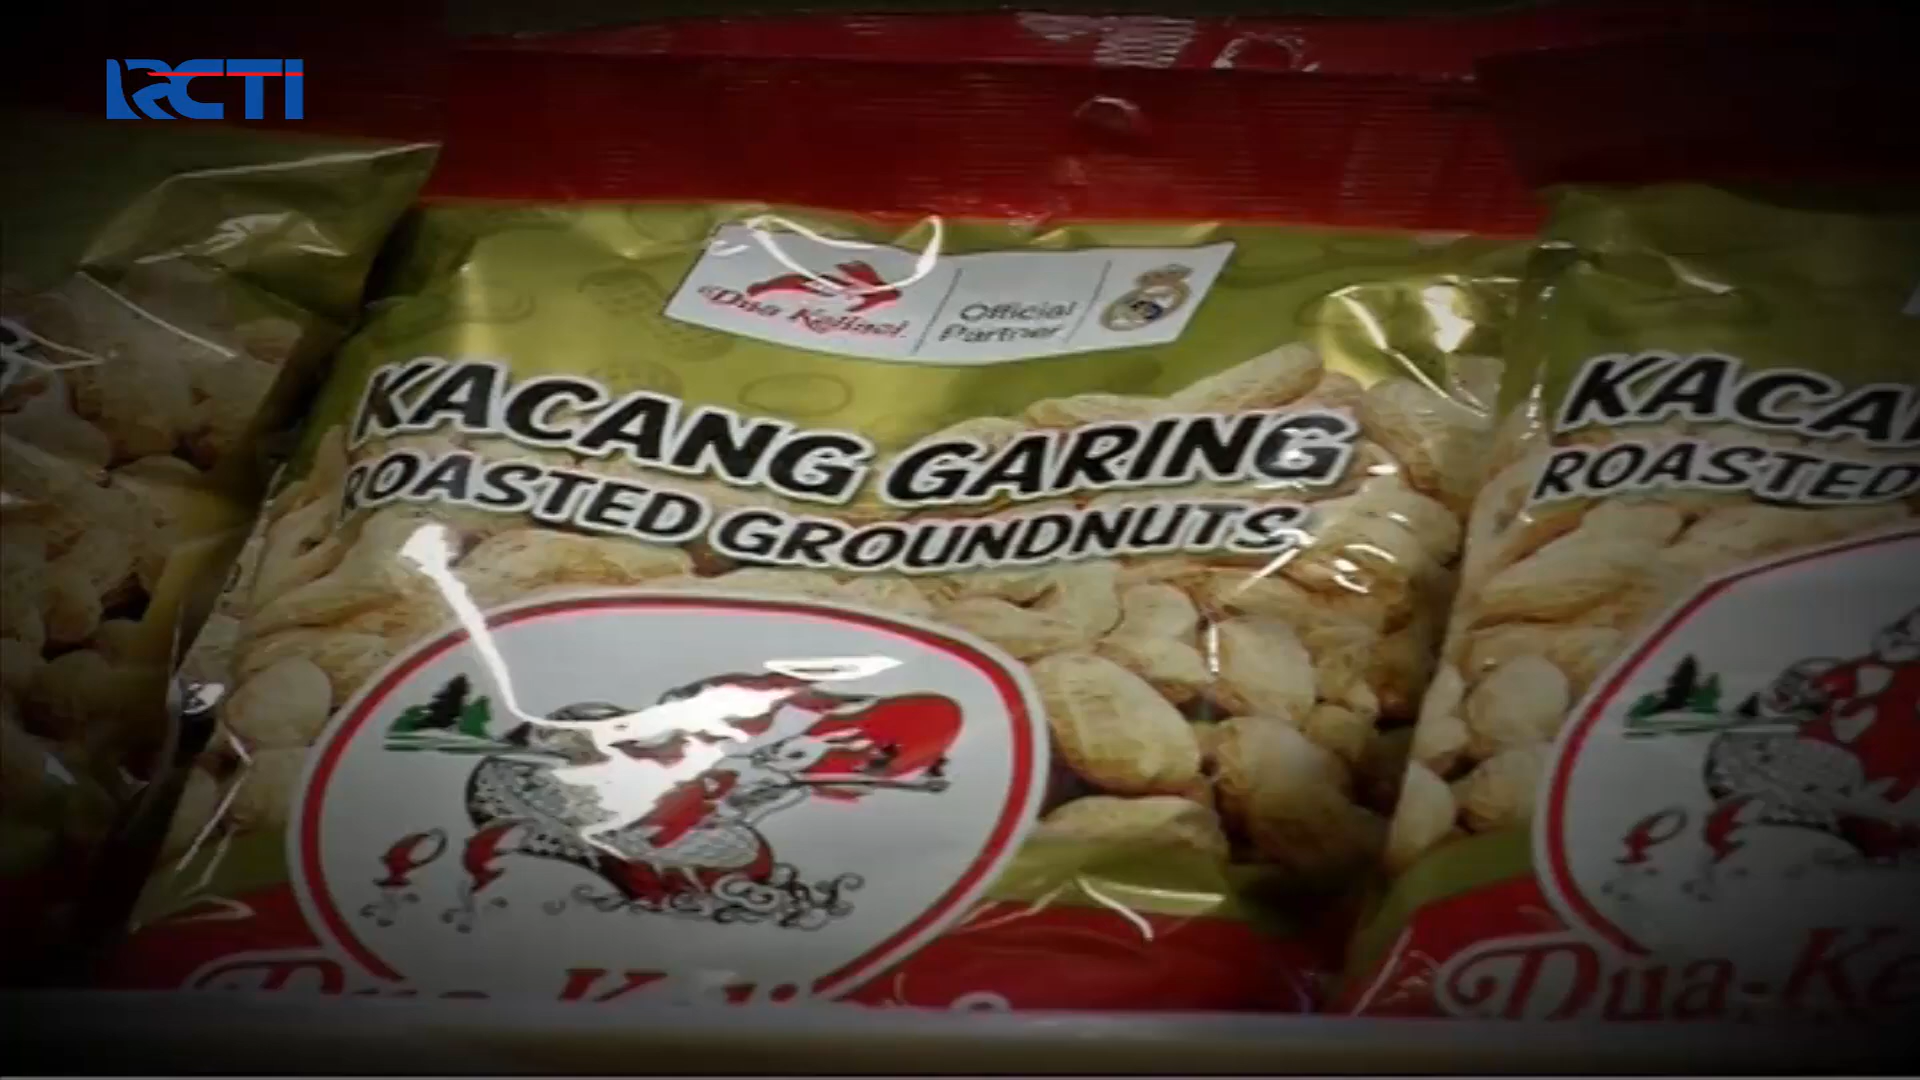 RCTI
Dua Kelinci
Official
Partner
KACANG GARING
ROASTED GROUNDNUTS
KACA
ROASTED
Dua Ke